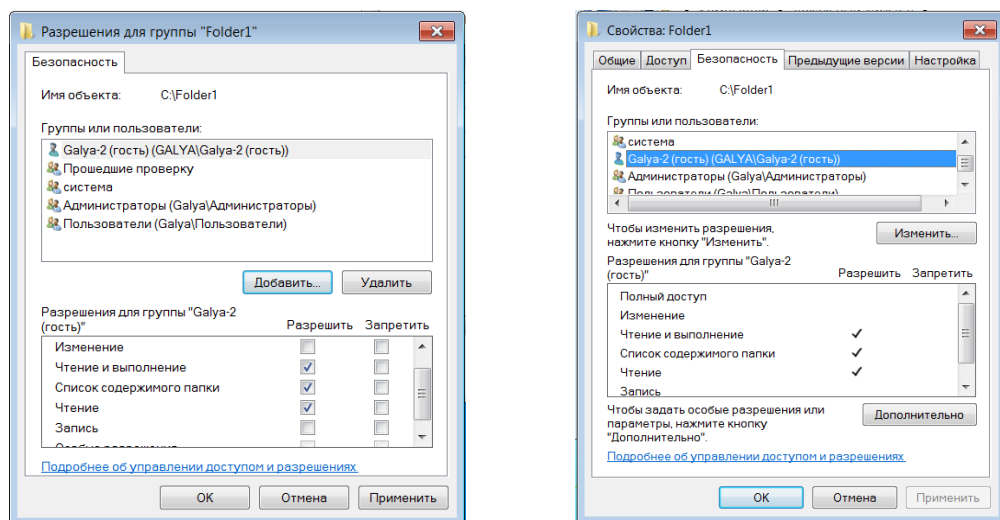 Разрешения для группы "Folder1"
Безопасность
Имя объекта: C:\Folder1
Группы или пользователи:
Galya-2 (гость) (GALYA\Galya-2 (гость))
Прошедшие проверку
система
Администраторы (Galya\Администраторы)
Пользователи (Galya\Пользователи)
Добавить... Удалить
Разрешения для группы "Galya-2
(гость)" Разрешить Запретить
Изменение
Чтение и выполнение
Список содержимого папки
Чтение
Запись
Особые разрешения
Подробнее об управлении доступом и разрешениях
ОК Отмена Применить
Свойства: Folder1
Общие Доступ Безопасность Предыдущие версии Настройка
Имя объекта: C:\Folder1
Группы или пользователи:
система
Galya-2 (гость) (GALYA\Galya-2 (гость))
Администраторы (Galya\Администраторы)
Пользователи (Galya\Пользователи)
Чтобы изменить разрешения,
нажмите кнопку "Изменить".
Изменить...
Разрешения для группы "Galya-2
(гость)" Разрешить Запретить
Полный доступ
Изменение
Чтение и выполнение
Список содержимого папки
Чтение
Запись
Чтобы задать особые разрешения или
параметры, нажмите кнопку
"Дополнительно".
Дополнительно
Подробнее об управлении доступом и разрешениях
ОК Отмена Применить